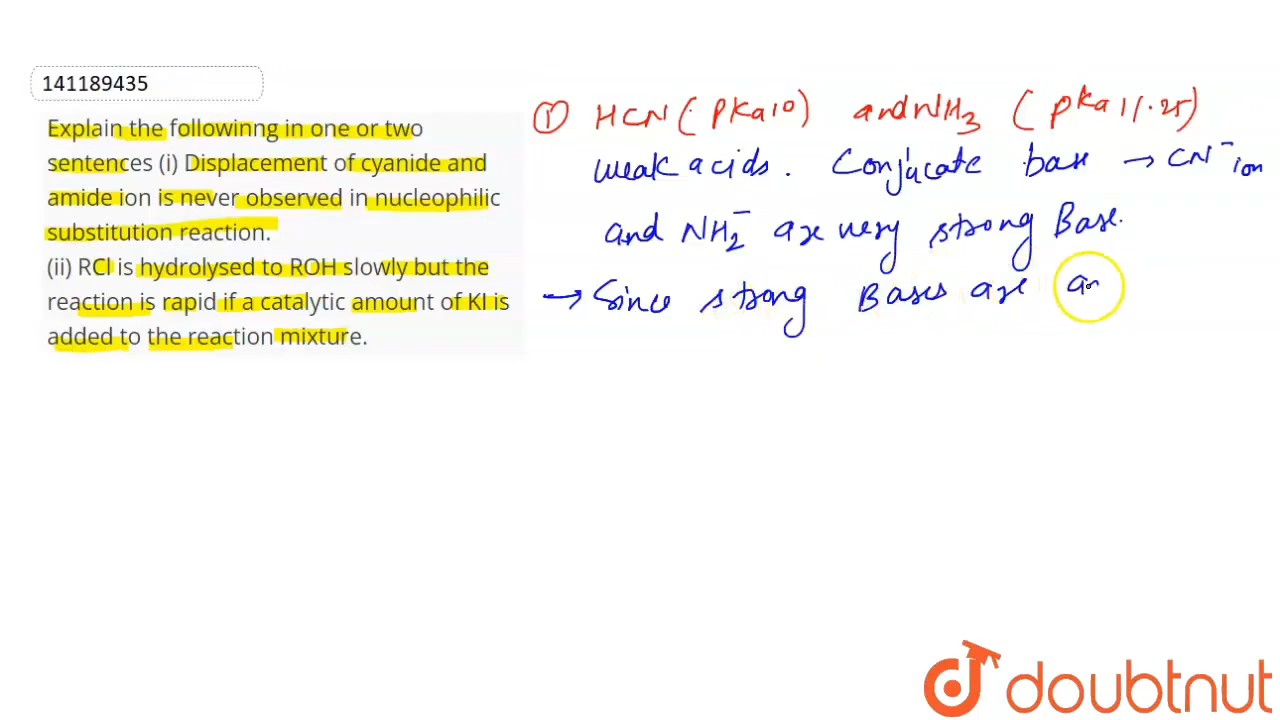 141189435
Explain the followinng in one or two
sentences (i) Displacement of cyanide and
amide ion is never observed in nucleophilic
substitution reaction.
(ii) RCl is hydrolysed to ROH slowly but the
reaction is rapid if a catalytic amount of KI is
added to the reaction mixture.
① HCN (PKa10) and NH3 (pKa 11.25)
weak acids. Conjucate base → CN⁻ ion
and NH2⁻ are very strong Base.
→ Since strong Bases are an
doubtnut